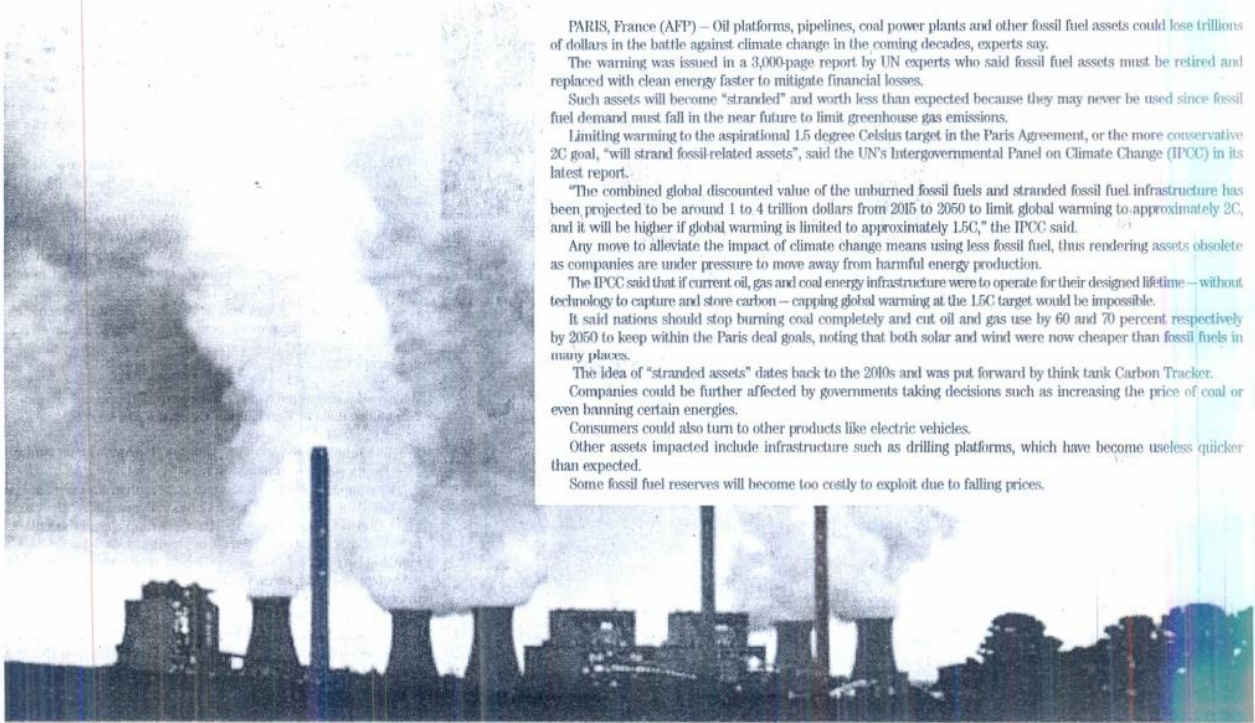 PARIS, France (AFP) – Oil platforms, pipelines, coal power plants and other fossil fuel assets could lose trillions
of dollars in the battle against climate change in the coming decades, experts say.
The warning was issued in a 3,000-page report by UN experts who said fossil fuel assets must be retired and
replaced with clean energy faster to mitigate financial losses.
Such assets will become “stranded” and worth less than expected because they may never be used since fossil
fuel demand must fall in the near future to limit greenhouse gas emissions.
Limiting warming to the aspirational 1.5 degree Celsius target in the Paris Agreement, or the more conservative
2C goal, “will strand fossil-related assets”, said the UN's Intergovernmental Panel on Climate Change (IPCC) in its
latest report.
“The combined global discounted value of the unburned fossil fuels and stranded fossil fuel infrastructure has
been projected to be around 1 to 4 trillion dollars from 2015 to 2050 to limit global warming to approximately 2C,
and it will be higher if global warming is limited to approximately 1.5C,” the IPCC said.
Any move to alleviate the impact of climate change means using less fossil fuel, thus rendering assets obsolete
as companies are under pressure to move away from harmful energy production.
The IPCC said that if current oil, gas and coal energy infrastructure were to operate for their designed lifetime – without
technology to capture and store carbon – capping global warming at the 1.5C target would be impossible.
It said nations should stop burning coal completely and cut oil and gas use by 60 and 70 percent respectively
by 2050 to keep within the Paris deal goals, noting that both solar and wind were now cheaper than fossil fuels in
many places.
The idea of “stranded assets” dates back to the 2010s and was put forward by think tank Carbon Tracker.
Companies could be further affected by governments taking decisions such as increasing the price of coal or
even banning certain energies.
Consumers could also turn to other products like electric vehicles.
Other assets impacted include infrastructure such as drilling platforms, which have become useless quicker
than expected.
Some fossil fuel reserves will become too costly to exploit due to falling prices.